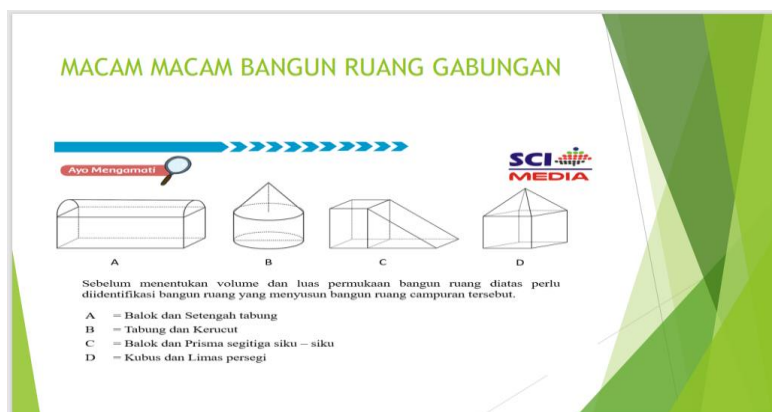 MACAM MACAM BANGUN RUANG GABUNGAN
Ayo Mengamati
SCI
MEDIA
A
B
C
D
Sebelum menentukan volume dan luas permukaan bangun ruang diatas perlu
diidentifikasi bangun ruang yang menyusun bangun ruang campuran tersebut.
A = Balok dan Setengah tabung
B = Tabung dan Kerucut
C = Balok dan Prisma segitiga siku – siku
D = Kubus dan Limas persegi